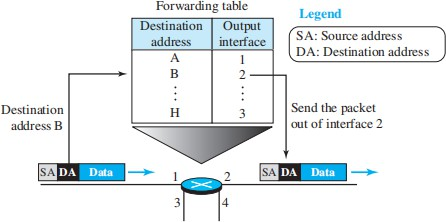 Forwarding table
Legend
Destination address
Output interface
SA: Source address
DA: Destination address
A 1
B 2
⋮ ⋮
H 3
Destination
address B
Send the packet
out of interface 2
SA DA Data
SA DA Data
1 2
3 4